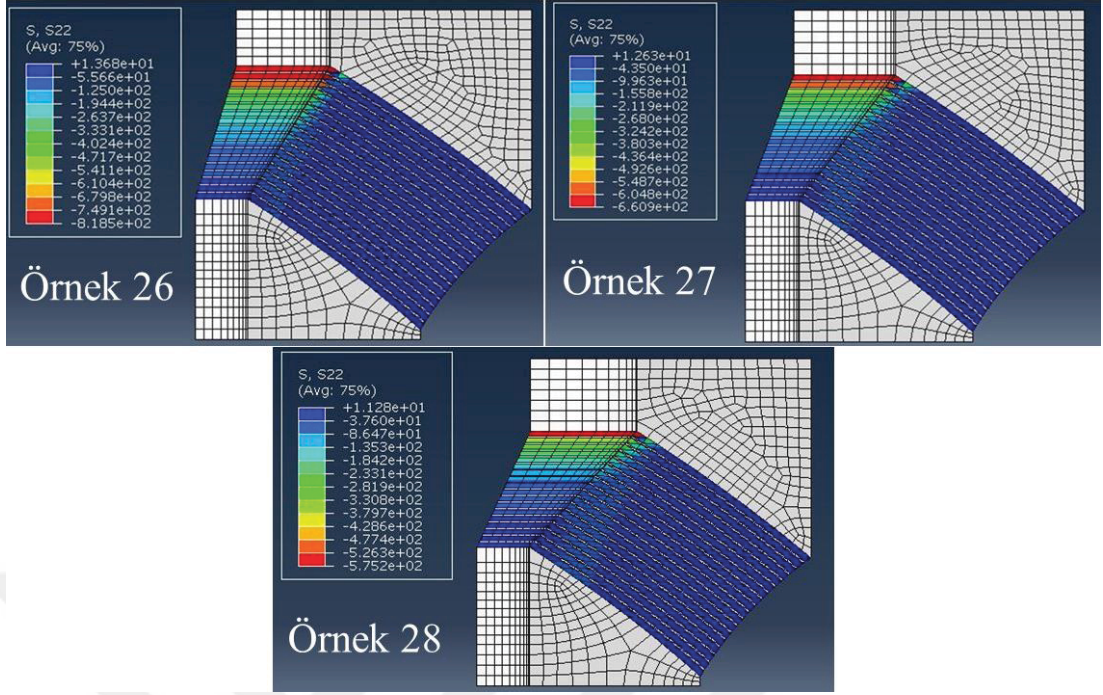 S, S22
(Avg: 75%)
+1.368e+01
-5.566e+01
-1.250e+02
-1.944e+02
-2.637e+02
-3.331e+02
-4.024e+02
-4.717e+02
-5.411e+02
-6.104e+02
-6.798e+02
-7.491e+02
-8.185e+02
Örnek 26
S, S22
(Avg: 75%)
+1.263e+01
-4.350e+01
-9.963e+01
-1.558e+02
-2.119e+02
-2.680e+02
-3.242e+02
-3.803e+02
-4.364e+02
-4.926e+02
-5.487e+02
-6.048e+02
-6.609e+02
Örnek 27
S, S22
(Avg: 75%)
+1.128e+01
-3.760e+01
-8.647e+01
-1.353e+02
-1.842e+02
-2.331e+02
-2.819e+02
-3.308e+02
-3.797e+02
-4.286e+02
-4.774e+02
-5.263e+02
-5.752e+02
Örnek 28